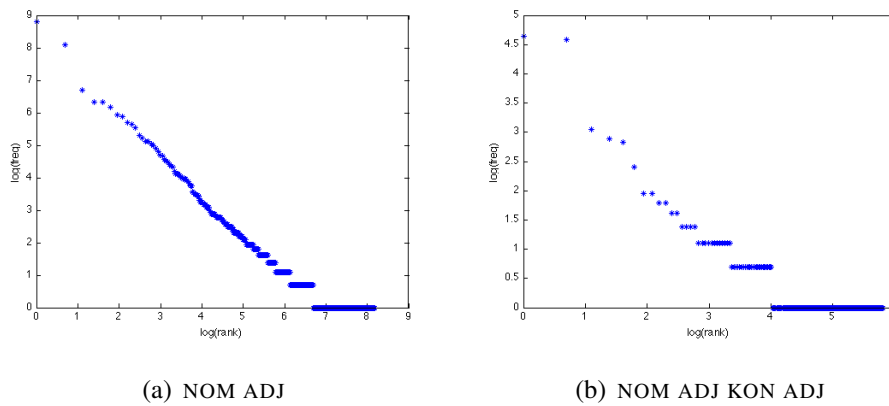 9
8
7
6
5
4
3
2
1
0
log(freq)
0 1 2 3 4 5 6 7 8 9
log(rank)
5
4.5
4
3.5
3
2.5
2
1.5
1
0.5
0
log(freq)
0 1 2 3 4 5
log(rank)
(a) NOM ADJ
(b) NOM ADJ KON ADJ